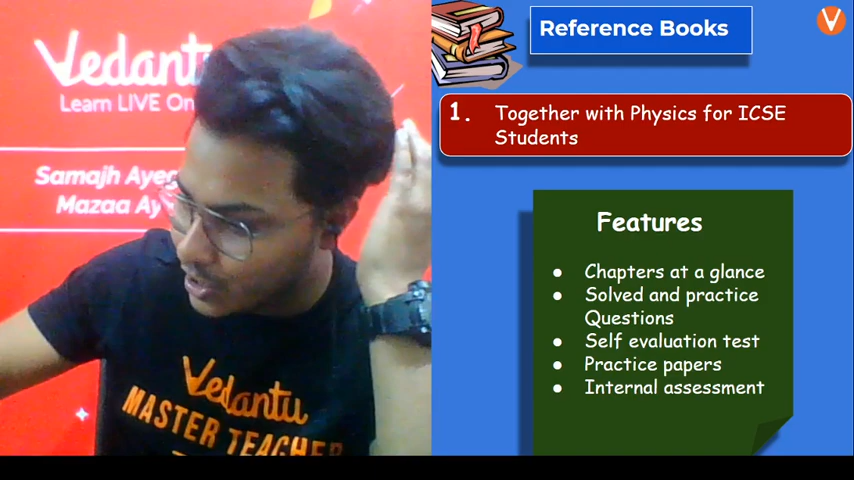 Vedant
Learn LIVE On
Samajh Ayeg
Mazaa Ay
Vedantu
MASTER TEACHER
Reference Books
1. Together with Physics for ICSE
Students
Features
● Chapters at a glance
● Solved and practice
Questions
● Self evaluation test
● Practice papers
● Internal assessment